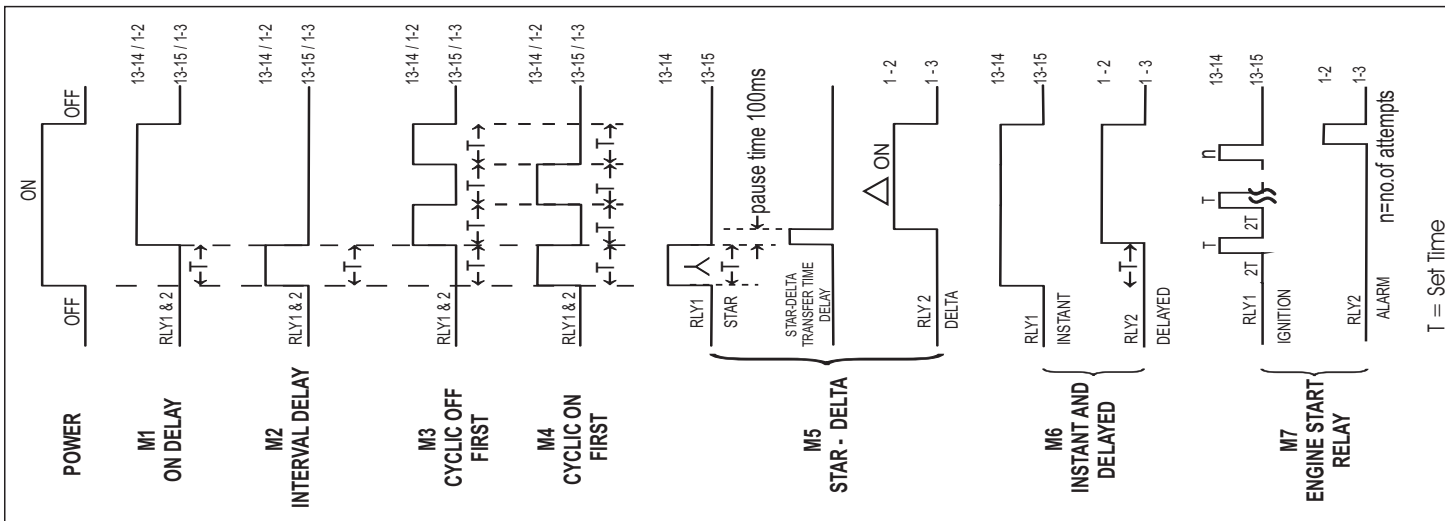 POWER
OFF
ON
OFF
M1
ON DELAY
RLY1 & 2
T
13-14 / 1-2
13-15 / 1-3
M2
INTERVAL DELAY
RLY1 & 2
T
13-14 / 1-2
13-15 / 1-3
M3
CYCLIC OFF
FIRST
RLY1 & 2
T T T T
13-14 / 1-2
13-15 / 1-3
M4
CYCLIC ON
FIRST
RLY1 & 2
T T T T
13-14 / 1-2
13-15 / 1-3
M5
STAR - DELTA
RLY1
STAR
T
13-14
13-15
pause time 100ms
STAR-DELTA
TRANSFER TIME
DELAY
RLY 2
DELTA
ON
1 - 2
1 - 3
M6
INSTANT AND
DELAYED
RLY1
INSTANT
13-14
13-15
RLY2
DELAYED
T
1 - 2
1 - 3
M7
ENGINE START
RELAY
RLY1
IGNITION
2T T 2T T n
13-14
13-15
RLY2
ALARM
1-2
1-3
n=no.of attempts
T = Set Time